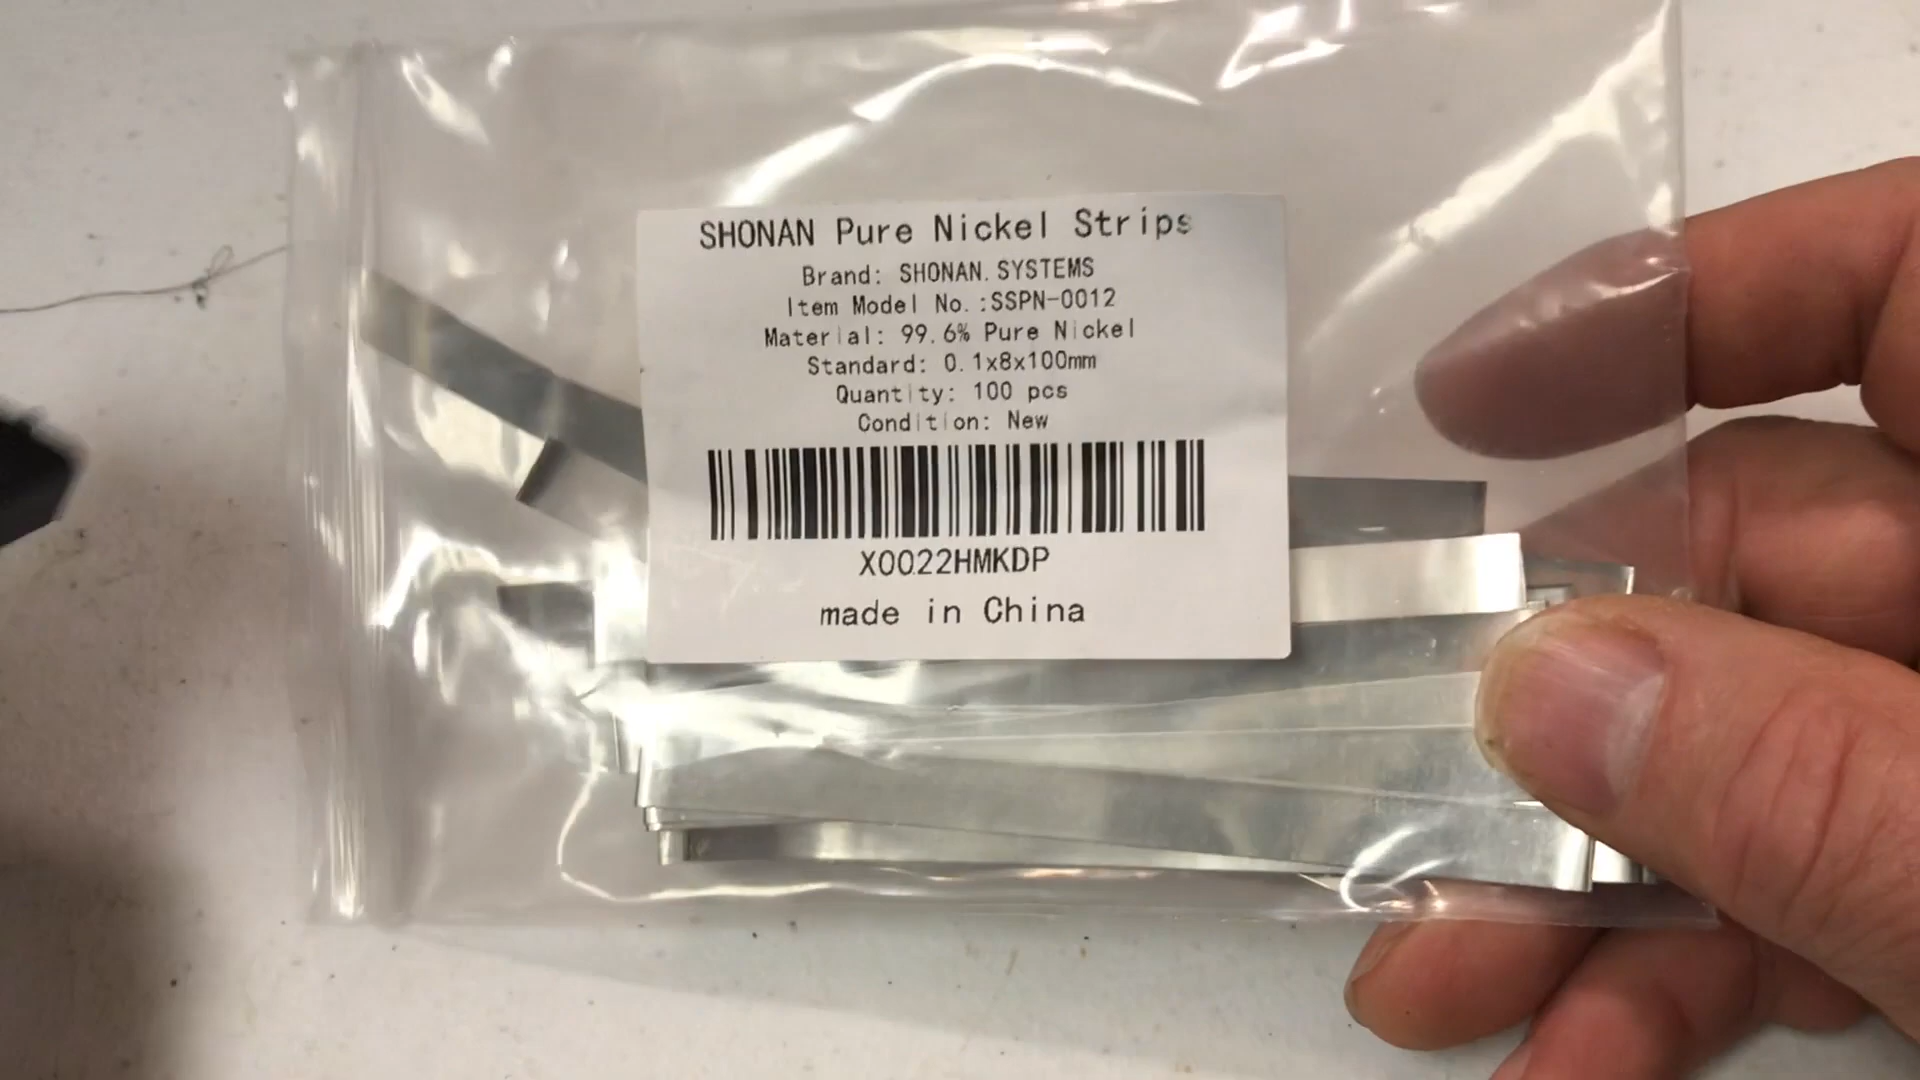 SHONAN Pure Nickel Strips
Brand: SHONAN.SYSTEMS
Item Model No.:SSPN-0012
Material: 99.6% Pure Nickel
Standard: 0.1x8x100mm
Quantity: 100 pcs
Condition: New
X0022HMKDP
made in China